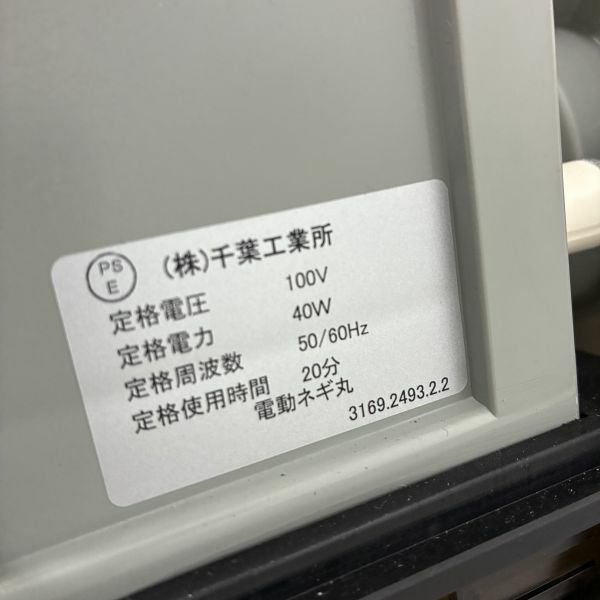 PS
E
(株)千葉工業所
定格電圧 100V
定格電力 40W
定格周波数 50/60Hz
定格使用時間 20分
電動ネギ丸
3169.2493.2.2